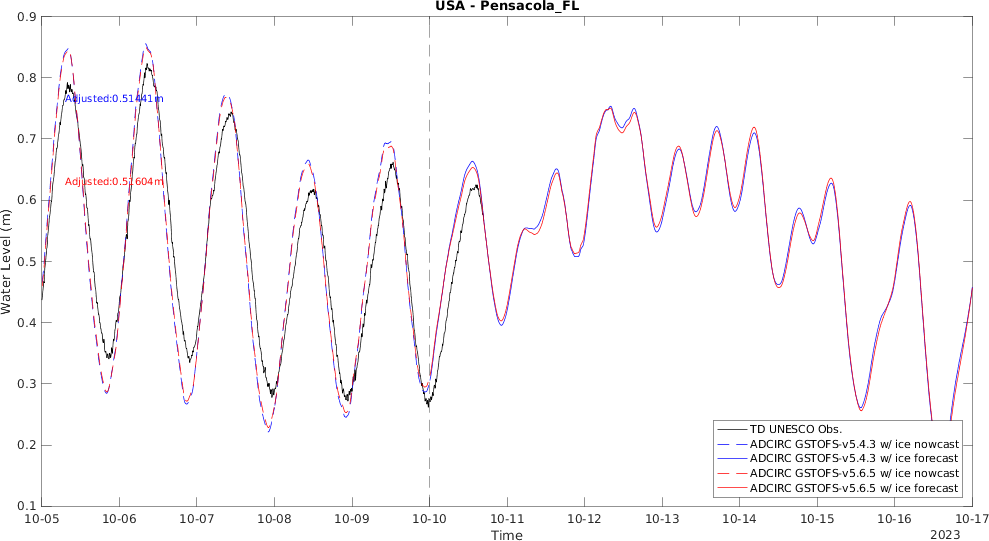 USA - Pensacola_FL
0.9
0.8
0.7
0.6
0.5
0.4
0.3
0.2
0.1
Water Level (m)
Adjusted:0.51441m
Adjusted:0.51604m
TD UNESCO Obs.
ADCIRC GSTOFS-v5.4.3 w/ ice nowcast
ADCIRC GSTOFS-v5.4.3 w/ ice forecast
ADCIRC GSTOFS-v5.6.5 w/ ice nowcast
ADCIRC GSTOFS-v5.6.5 w/ ice forecast
10-05 10-06 10-07 10-08 10-09 10-10 10-11 10-12 10-13 10-14 10-15 10-16 10-17
Time
2023